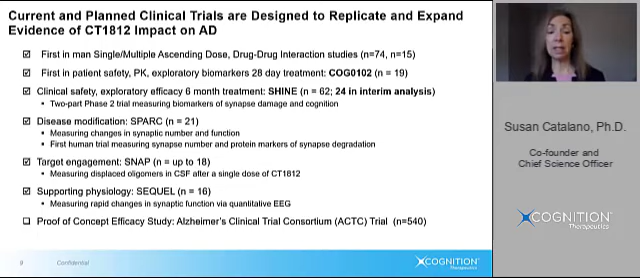 Current and Planned Clinical Trials are Designed to Replicate and Expand
Evidence of CT1812 Impact on AD
☑ First in man Single/Multiple Ascending Dose, Drug-Drug Interaction studies (n=74, n=15)
☑ First in patient safety, PK, exploratory biomarkers 28 day treatment: COG0102 (n = 19)
☑ Clinical safety, exploratory efficacy 6 month treatment: SHINE (n = 62; 24 in interim analysis)
• Two-part Phase 2 trial measuring biomarkers of synapse damage and cognition
☑ Disease modification: SPARC (n = 21)
• Measuring changes in synaptic number and function
• First human trial measuring synapse number and protein markers of synapse degradation
☑ Target engagement: SNAP (n = up to 18)
• Measuring displaced oligomers in CSF after a single dose of CT1812
☑ Supporting physiology: SEQUEL (n = 16)
• Measuring rapid changes in synaptic function via quantitative EEG
☐ Proof of Concept Efficacy Study: Alzheimer's Clinical Trial Consortium (ACTC) Trial (n=540)
9 Confidential
COGNITION
Therapeutics
Susan Catalano, Ph.D.
Co-founder and
Chief Science Officer
COGNITION™
Therapeutics